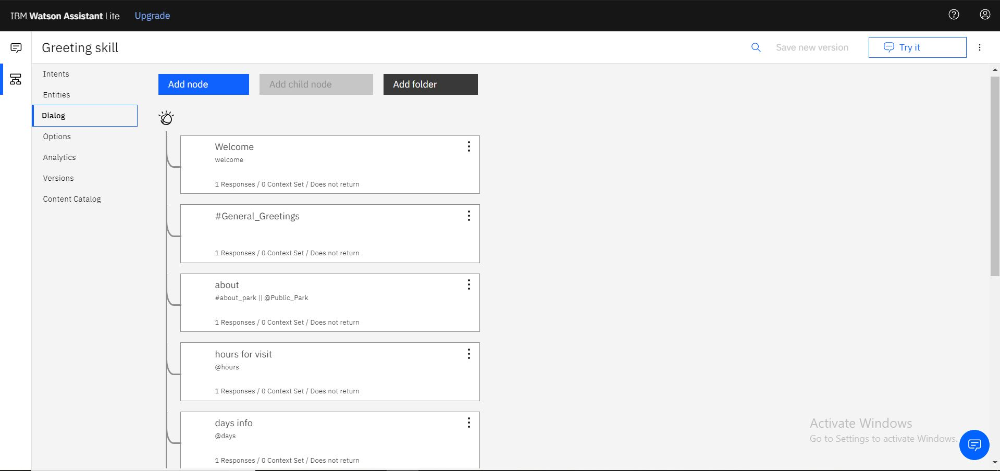 IBM Watson Assistant Lite Upgrade
Greeting skill
Save new version
Try it
Intents
Entities
Dialog
Options
Analytics
Versions
Content Catalog
Add node
Add child node
Add folder
Welcome
welcome
1 Responses / 0 Context Set / Does not return
#General_Greetings
1 Responses / 0 Context Set / Does not return
about
#about_park || @Public_Park
1 Responses / 0 Context Set / Does not return
hours for visit
@hours
1 Responses / 0 Context Set / Does not return
days info
@days
1 Responses / 0 Context Set / Does not return
Activate Windows
Go to Settings to activate Windows.